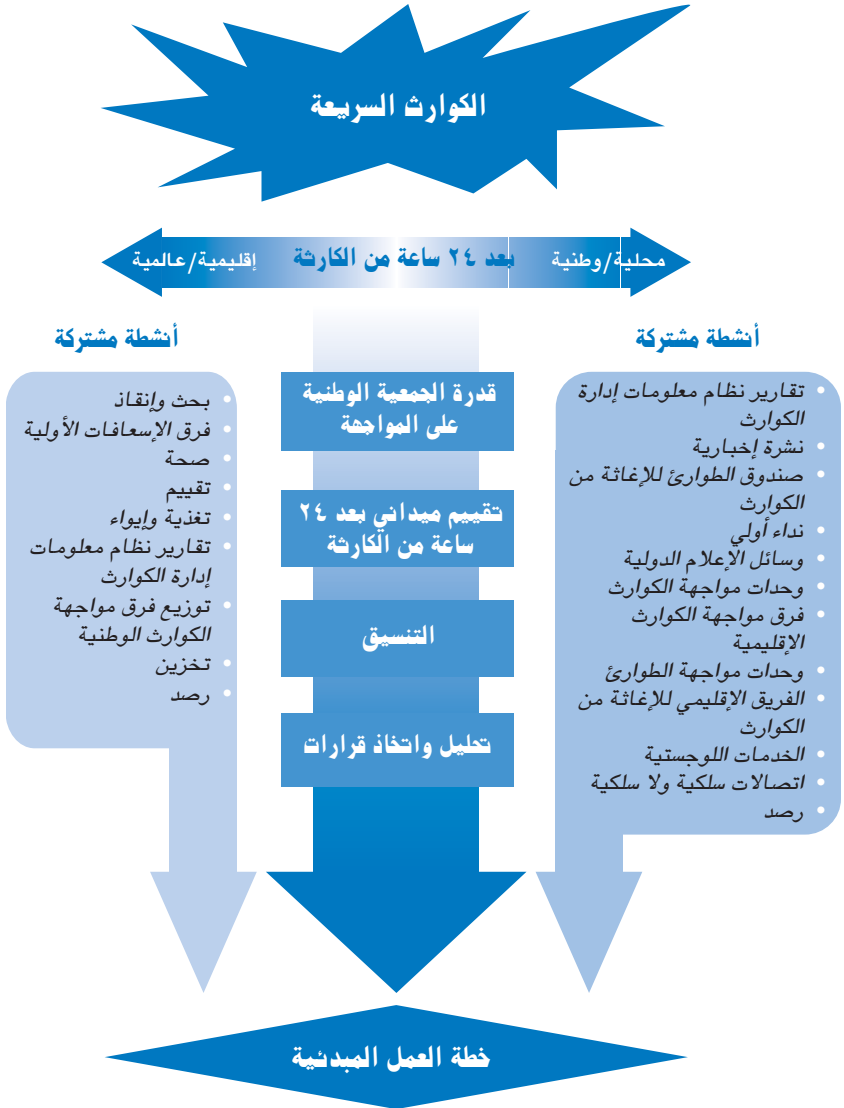 الكوارث السريعة
محلية/وطنية
بعد ٢٤ ساعة من الكارثة
إقليمية/عالمية
أنشطة مشتركة
• تقارير نظام معلومات إدارة
الكوارث
• نشرة إخبارية
• صندوق الطوارئ للإغاثة من
الكوارث
• نداء أولي
• وسائل الإعلام الدولية
• وحدات مواجهة الكوارث
• فرق مواجهة الكوارث
الإقليمية
• وحدات مواجهة الطوارئ
• الفريق الإقليمي للإغاثة من
الكوارث
• الخدمات اللوجستية
• اتصالات سلكية ولا سلكية
• رصد
قدرة الجمعية الوطنية
على المواجهة
تقييم ميداني بعد ٢٤
ساعة من الكارثة
التنسيق
تحليل واتخاذ قرارات
أنشطة مشتركة
• بحث وإنقاذ
• فرق الإسعافات الأولية
• صحة
• تقييم
• تغذية وإيواء
• تقارير نظام معلومات
إدارة الكوارث
• توزيع فرق مواجهة
الكوارث الوطنية
• تخزين
• رصد
خطة العمل المبدئية